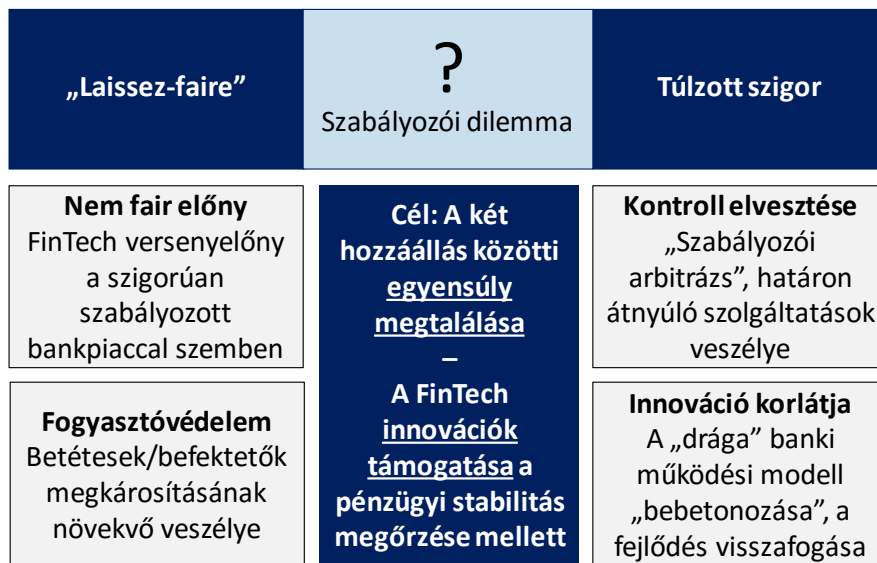 „Laissez-faire”
?
Szabályozói dilemma
Túlzott szigor
Nem fair előny
FinTech versenyelőny
a szigorúan
szabályozott
bankpiaccal szemben
Fogyasztóvédelem
Betétesek/befektetők
megkárosításának
növekvő veszélye
Cél: A két
hozzáállás közötti
egyensúly
megtalálása
–
A FinTech
innovációk
támogatása a
pénzügyi stabilitás
megőrzése mellett
Kontroll elvesztése
„Szabályozói
arbitrázs”, határon
átnyúló szolgáltatások
veszélye
Innováció korlátja
A „drága” banki
működési modell
„bebetonozása”, a
fejlődés visszafogása